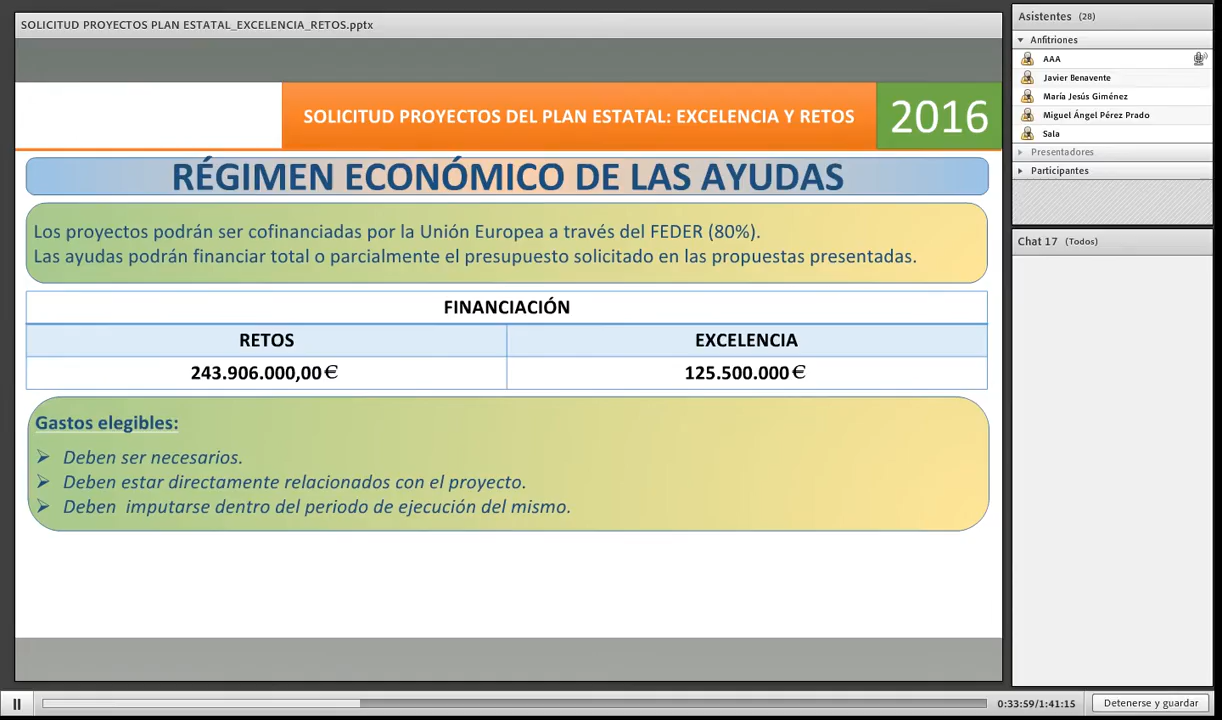 SOLICITUD PROYECTOS PLAN ESTATAL_EXCELENCIA_RETOS.pptx
SOLICITUD PROYECTOS DEL PLAN ESTATAL: EXCELENCIA Y RETOS
2016
RÉGIMEN ECONÓMICO DE LAS AYUDAS
Los proyectos podrán ser cofinanciadas por la Unión Europea a través del FEDER (80%).
Las ayudas podrán financiar total o parcialmente el presupuesto solicitado en las propuestas presentadas.
FINANCIACIÓN
RETOS EXCELENCIA
243.906.000,00€ 125.500.000€
Gastos elegibles:
➢ Deben ser necesarios.
➢ Deben estar directamente relacionados con el proyecto.
➢ Deben imputarse dentro del periodo de ejecución del mismo.
Asistentes (28)
Anfitriones
AAA
Javier Benavente
María Jesús Giménez
Miguel Ángel Pérez Prado
Sala
Presentadores
Participantes
Chat 17 (Todos)
0:33:59/1:41:15
Detenerse y guardar